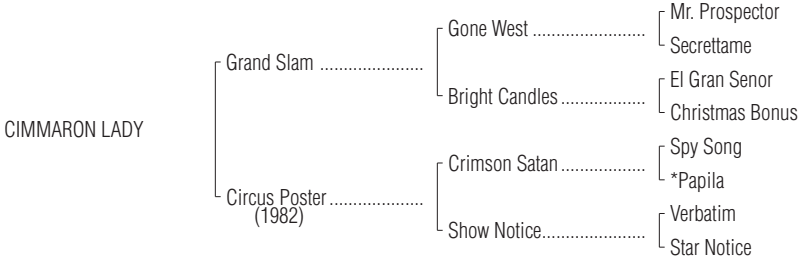 Mr. Prospector
Gone West ........................
Secrettame
Grand Slam ......................
El Gran Senor
Bright Candles ..................
Christmas Bonus
CIMMARON LADY
Spy Song
Crimson Satan ..................
*Papila
Circus Poster ....................
(1982)
Verbatim
Show Notice......................
Star Notice